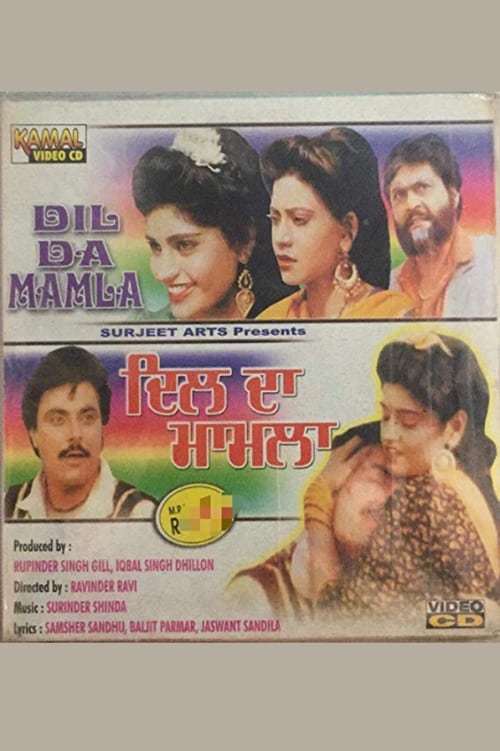 KAMAL
VIDEO CD
DIL
DA
MAMLA
SURJEET ARTS Presents
ਦਿਲ ਦਾ
ਮਾਮਲਾ
M.R.
R
Produced by :
RUPINDER SINGH GILL, IQBAL SINGH DHILLON
Directed by : RAVINDER RAVI
Music : SURINDER SHINDA
Lyrics : SAMSHER SANDHU, BALJIT PARMAR, JASWANT SANDILA
VIDEO
CD